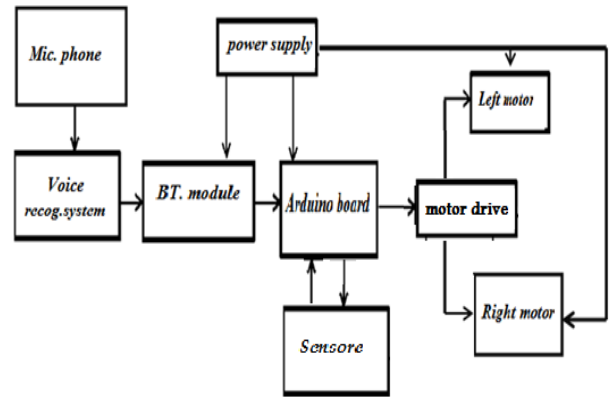 Mic. phone
power supply
Left motor
Voice
recog.system
BT. module
Arduino board
motor drive
Right motor
Sensore